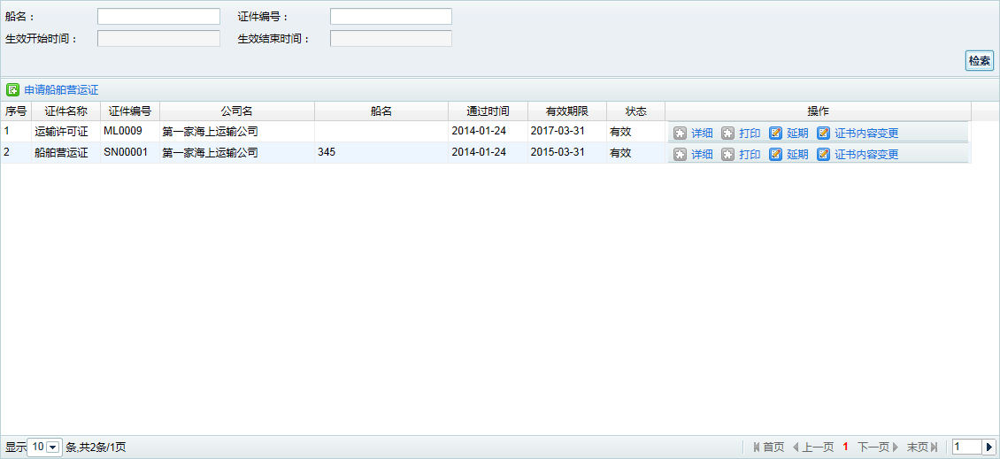 船名： 证件编号：
生效开始时间： 生效结束时间：
检索
申请船舶营运证
序号 证件名称 证件编号 公司名 船名 通过时间 有效期限 状态 操作
1 运输许可证 ML0009 第一家海上运输公司 2014-01-24 2017-03-31 有效 详细 打印 延期 证书内容变更
2 船舶营运证 SN00001 第一家海上运输公司 345 2014-01-24 2015-03-31 有效 详细 打印 延期 证书内容变更
显示 10 条,共2条/1页 首页 上一页 1 下一页 末页 1